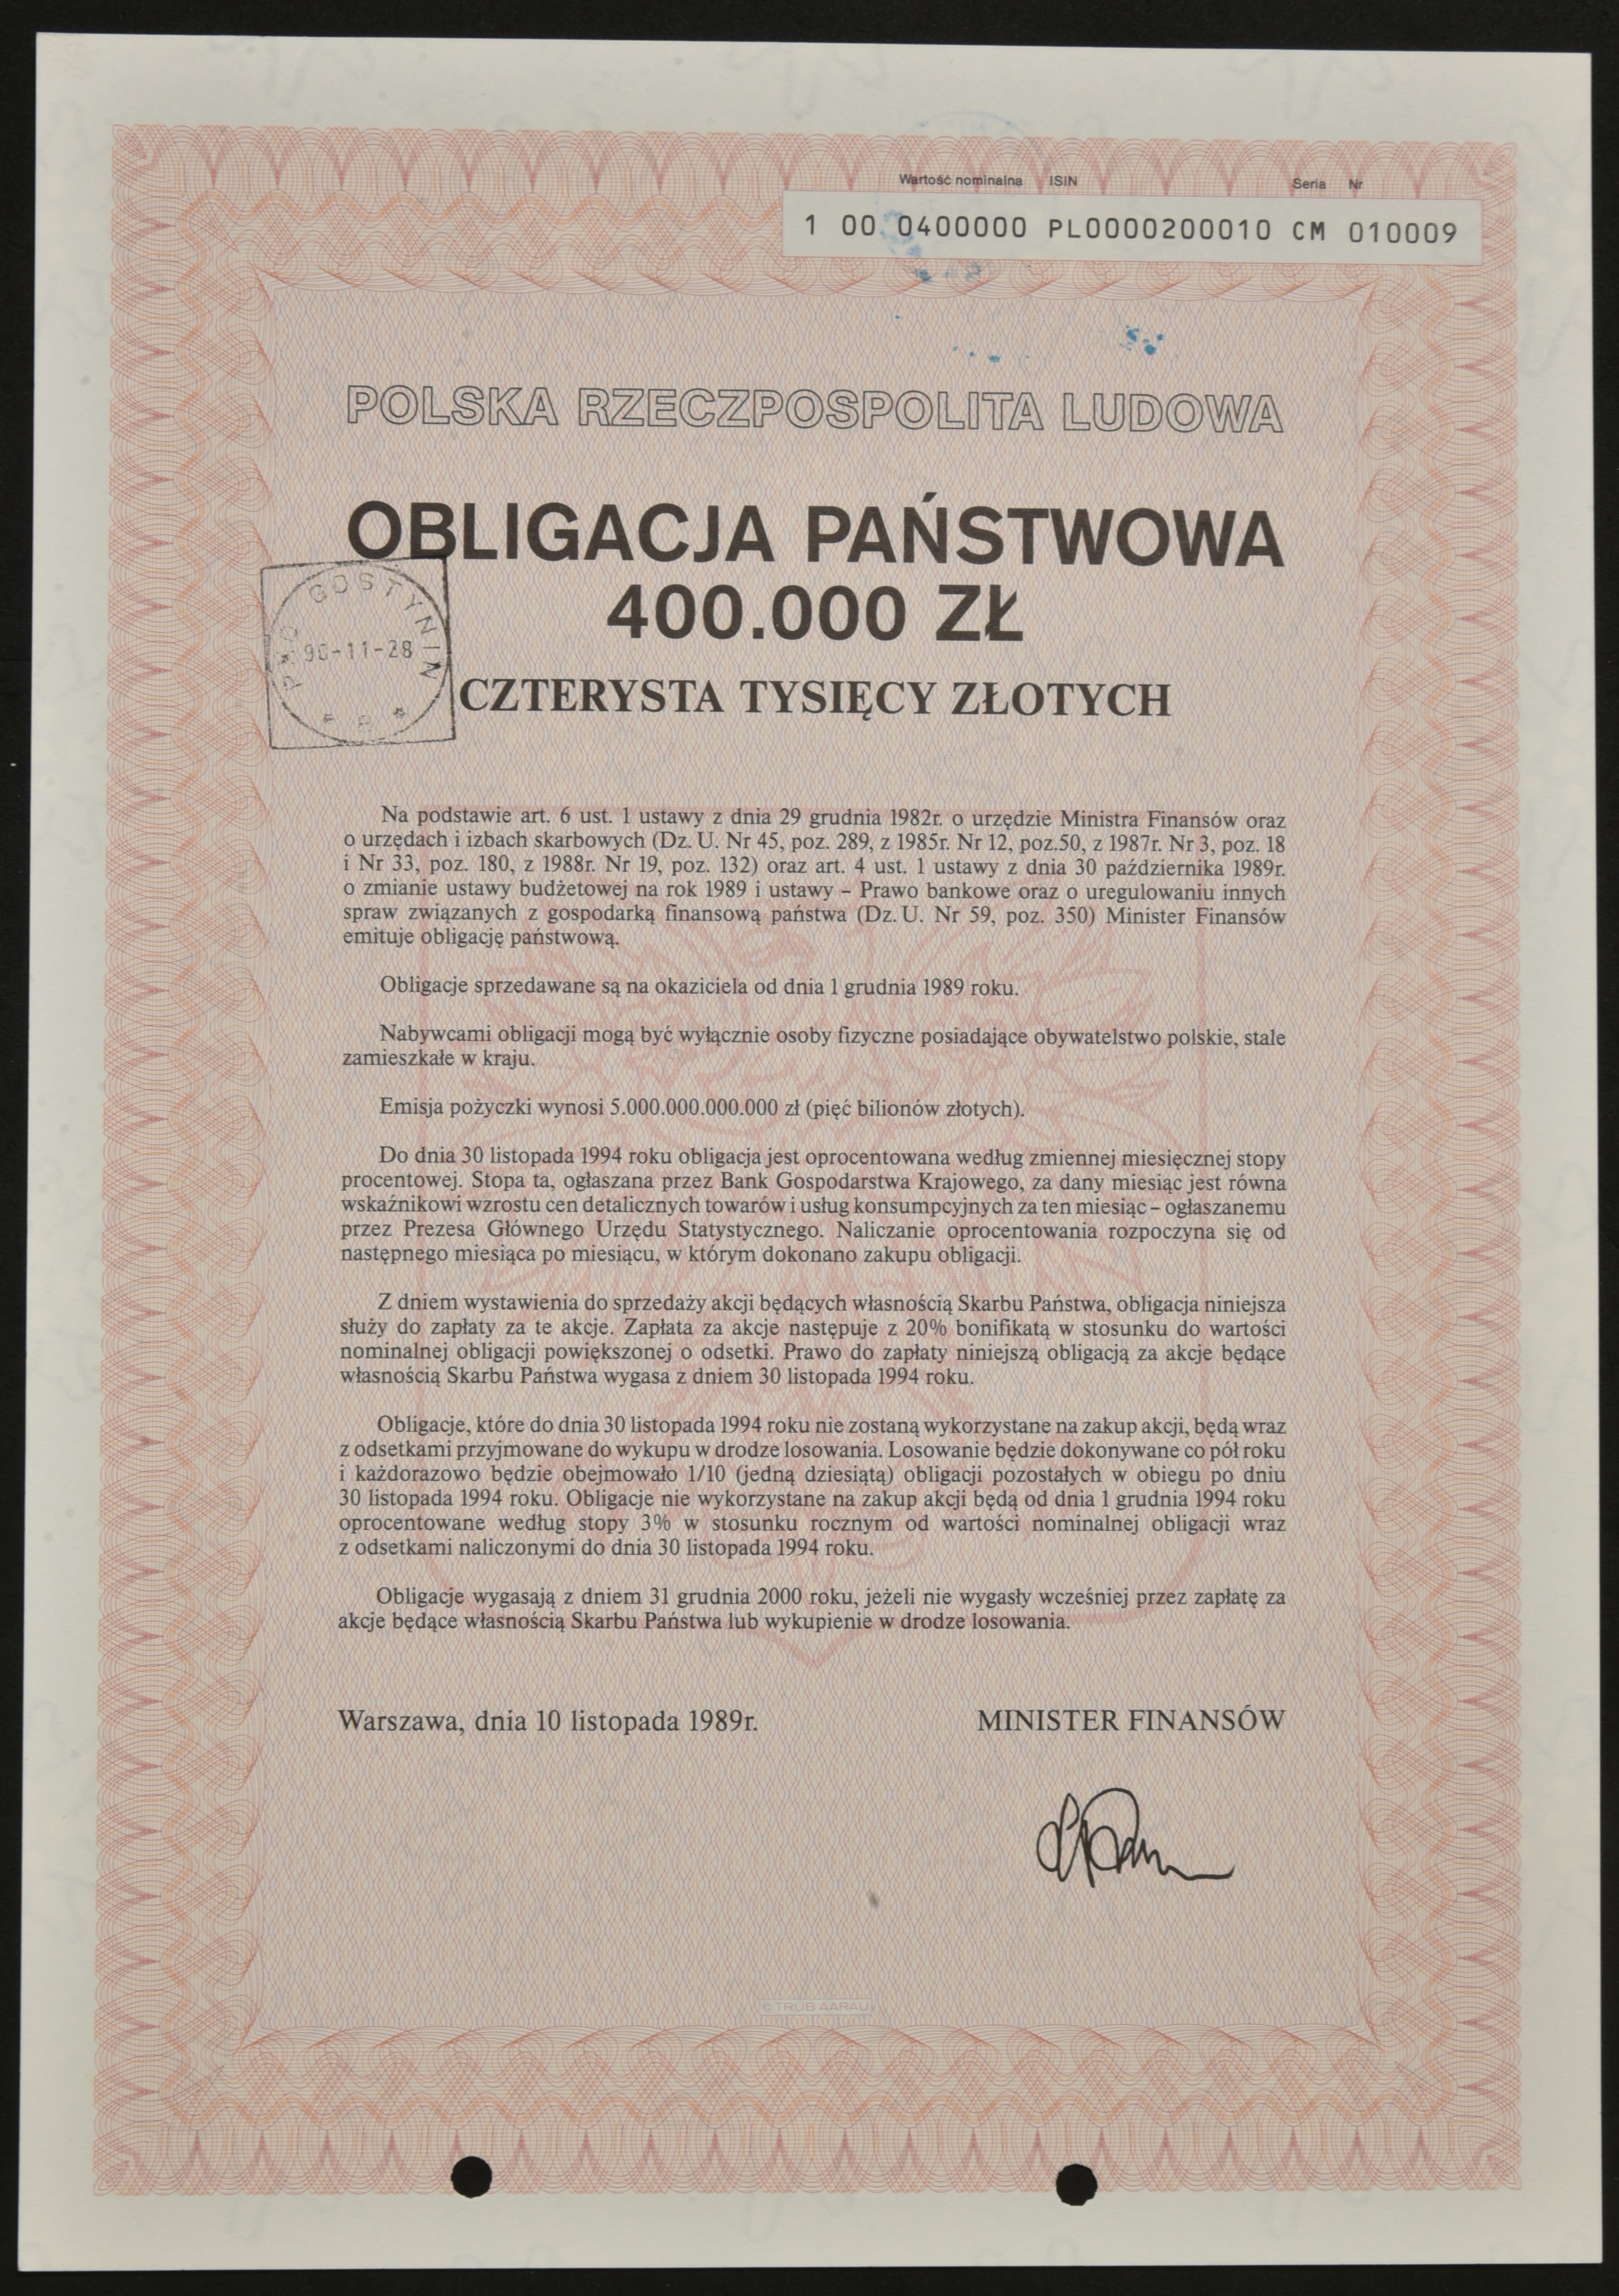 Wartość nominalna ISIN Seria Nr
1 00 0400000 PL0000200010 CM 010009
POLSKA RZECZPOSPOLITA LUDOWA
OBLIGACJA PAŃSTWOWA
400.000 ZŁ
GOSTYNIN
90-11-28
CZTERYSTA TYSIĘCY ZŁOTYCH
Na podstawie art. 6 ust. 1 ustawy z dnia 29 grudnia 1982r. o urzędzie Ministra Finansów oraz
o urzędach i izbach skarbowych (Dz. U. Nr 45, poz. 289, z 1985r. Nr 12, poz.50, z 1987r. Nr 3, poz. 18
i Nr 33, poz. 180, z 1988r. Nr 19, poz. 132) oraz art. 4 ust. 1 ustawy z dnia 30 października 1989r.
o zmianie ustawy budżetowej na rok 1989 i ustawy – Prawo bankowe oraz o uregulowaniu innych
spraw związanych z gospodarką finansową państwa (Dz. U. Nr 59, poz. 350) Minister Finansów
emituje obligację państwową.
Obligacje sprzedawane są na okaziciela od dnia 1 grudnia 1989 roku.
Nabywcami obligacji mogą być wyłącznie osoby fizyczne posiadające obywatelstwo polskie, stale
zamieszkałe w kraju.
Emisja pożyczki wynosi 5.000.000.000.000 zł (pięć bilionów złotych).
Do dnia 30 listopada 1994 roku obligacja jest oprocentowana według zmiennej miesięcznej stopy
procentowej. Stopa ta, ogłaszana przez Bank Gospodarstwa Krajowego, za dany miesiąc jest równa
wskaźnikowi wzrostu cen detalicznych towarów i usług konsumpcyjnych za ten miesiąc – ogłaszanemu
przez Prezesa Głównego Urzędu Statystycznego. Naliczanie oprocentowania rozpoczyna się od
następnego miesiąca po miesiącu, w którym dokonano zakupu obligacji.
Z dniem wystawienia do sprzedaży akcji będących własnością Skarbu Państwa, obligacja niniejsza
służy do zapłaty za te akcje. Zapłata za akcje następuje z 20% bonifikatą w stosunku do wartości
nominalnej obligacji powiększonej o odsetki. Prawo do zapłaty niniejszą obligacją za akcje będące
własnością Skarbu Państwa wygasa z dniem 30 listopada 1994 roku.
Obligacje, które do dnia 30 listopada 1994 roku nie zostaną wykorzystane na zakup akcji, będą wraz
z odsetkami przyjmowane do wykupu w drodze losowania. Losowanie będzie dokonywane co pół roku
i każdorazowo będzie obejmowało 1/10 (jedną dziesiątą) obligacji pozostałych w obiegu po dniu
30 listopada 1994 roku. Obligacje nie wykorzystane na zakup akcji będą od dnia 1 grudnia 1994 roku
oprocentowane według stopy 3% w stosunku rocznym od wartości nominalnej obligacji wraz
z odsetkami naliczonymi do dnia 30 listopada 1994 roku.
Obligacje wygasają z dniem 31 grudnia 2000 roku, jeżeli nie wygasły wcześniej przez zapłatę za
akcje będące własnością Skarbu Państwa lub wykupienie w drodze losowania.
Warszawa, dnia 10 listopada 1989r. MINISTER FINANSÓW
© TRÜB AARAU